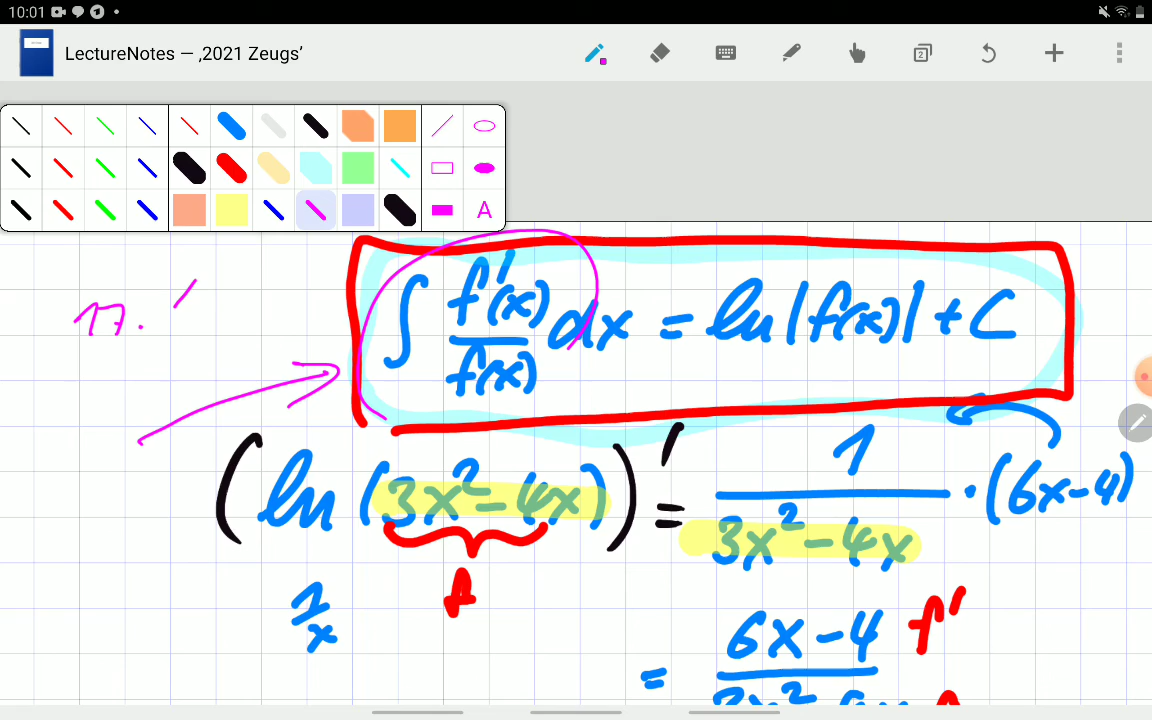 10:01
LectureNotes — ‚2021 Zeugs’
2
A
17. ′
∫ f′(x)/f(x) dx = ln|f(x)| + C
(ln(3x²−4x))′ = 1/(3x²−4x) · (6x−4)
f
1/x
= (6x−4)/ f′